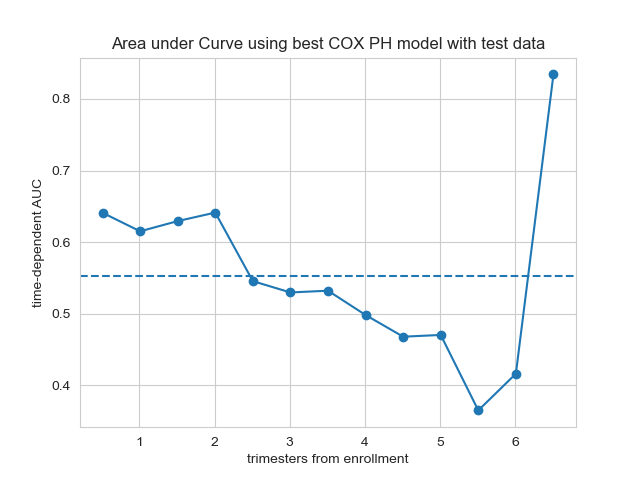 Area under Curve using best COX PH model with test data
time-dependent AUC
0.8
0.7
0.6
0.5
0.4
1 2 3 4 5 6
trimesters from enrollment